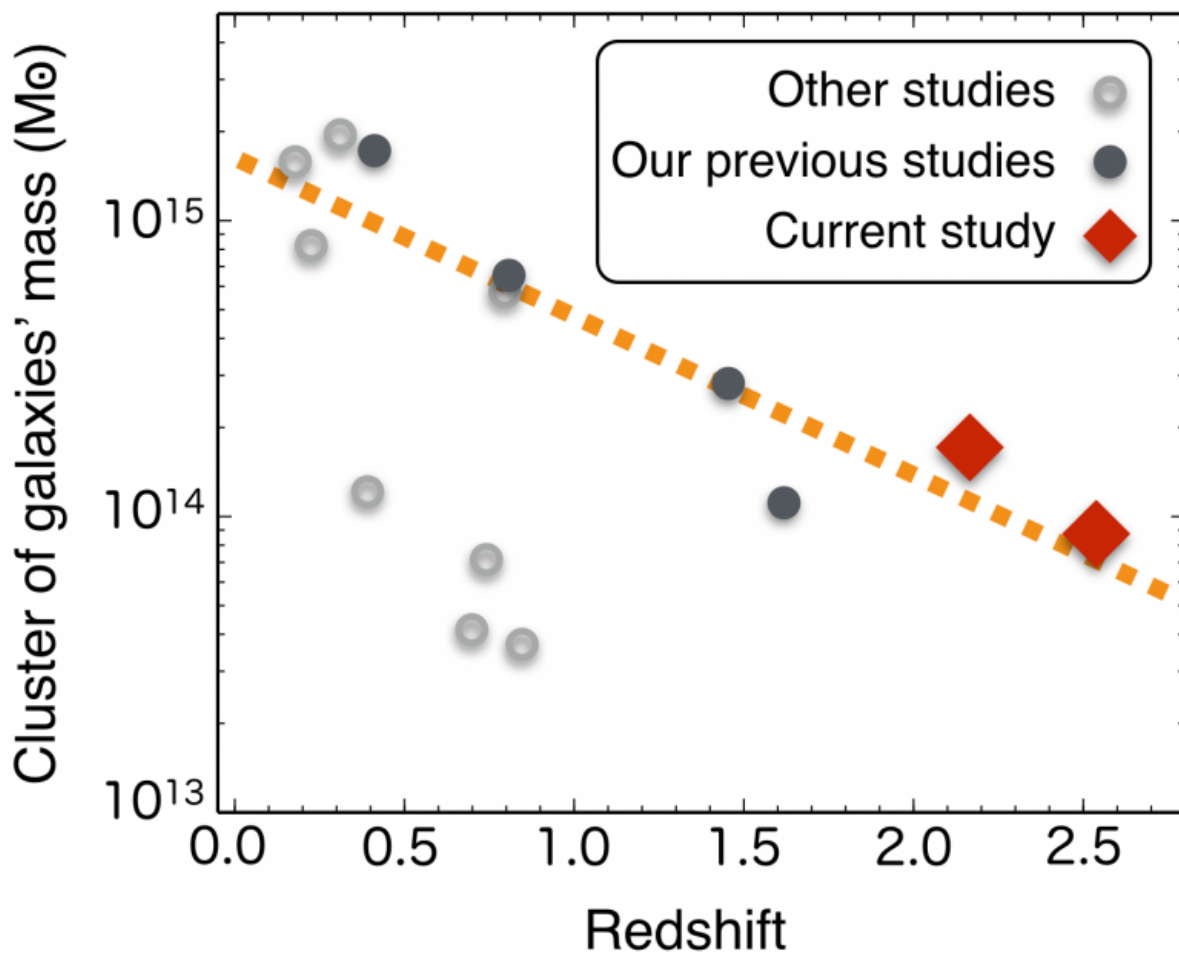 Cluster of galaxies’ mass (M⊙)
10¹⁵
10¹⁴
10¹³
Other studies
Our previous studies
Current study
0.0 0.5 1.0 1.5 2.0 2.5
Redshift